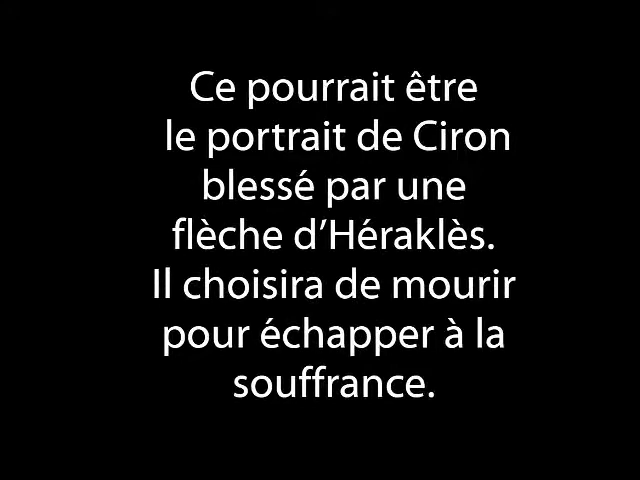 Ce pourrait être
le portrait de Ciron
blessé par une
flèche d’Héraklès.
Il choisira de mourir
pour échapper à la
souffrance.